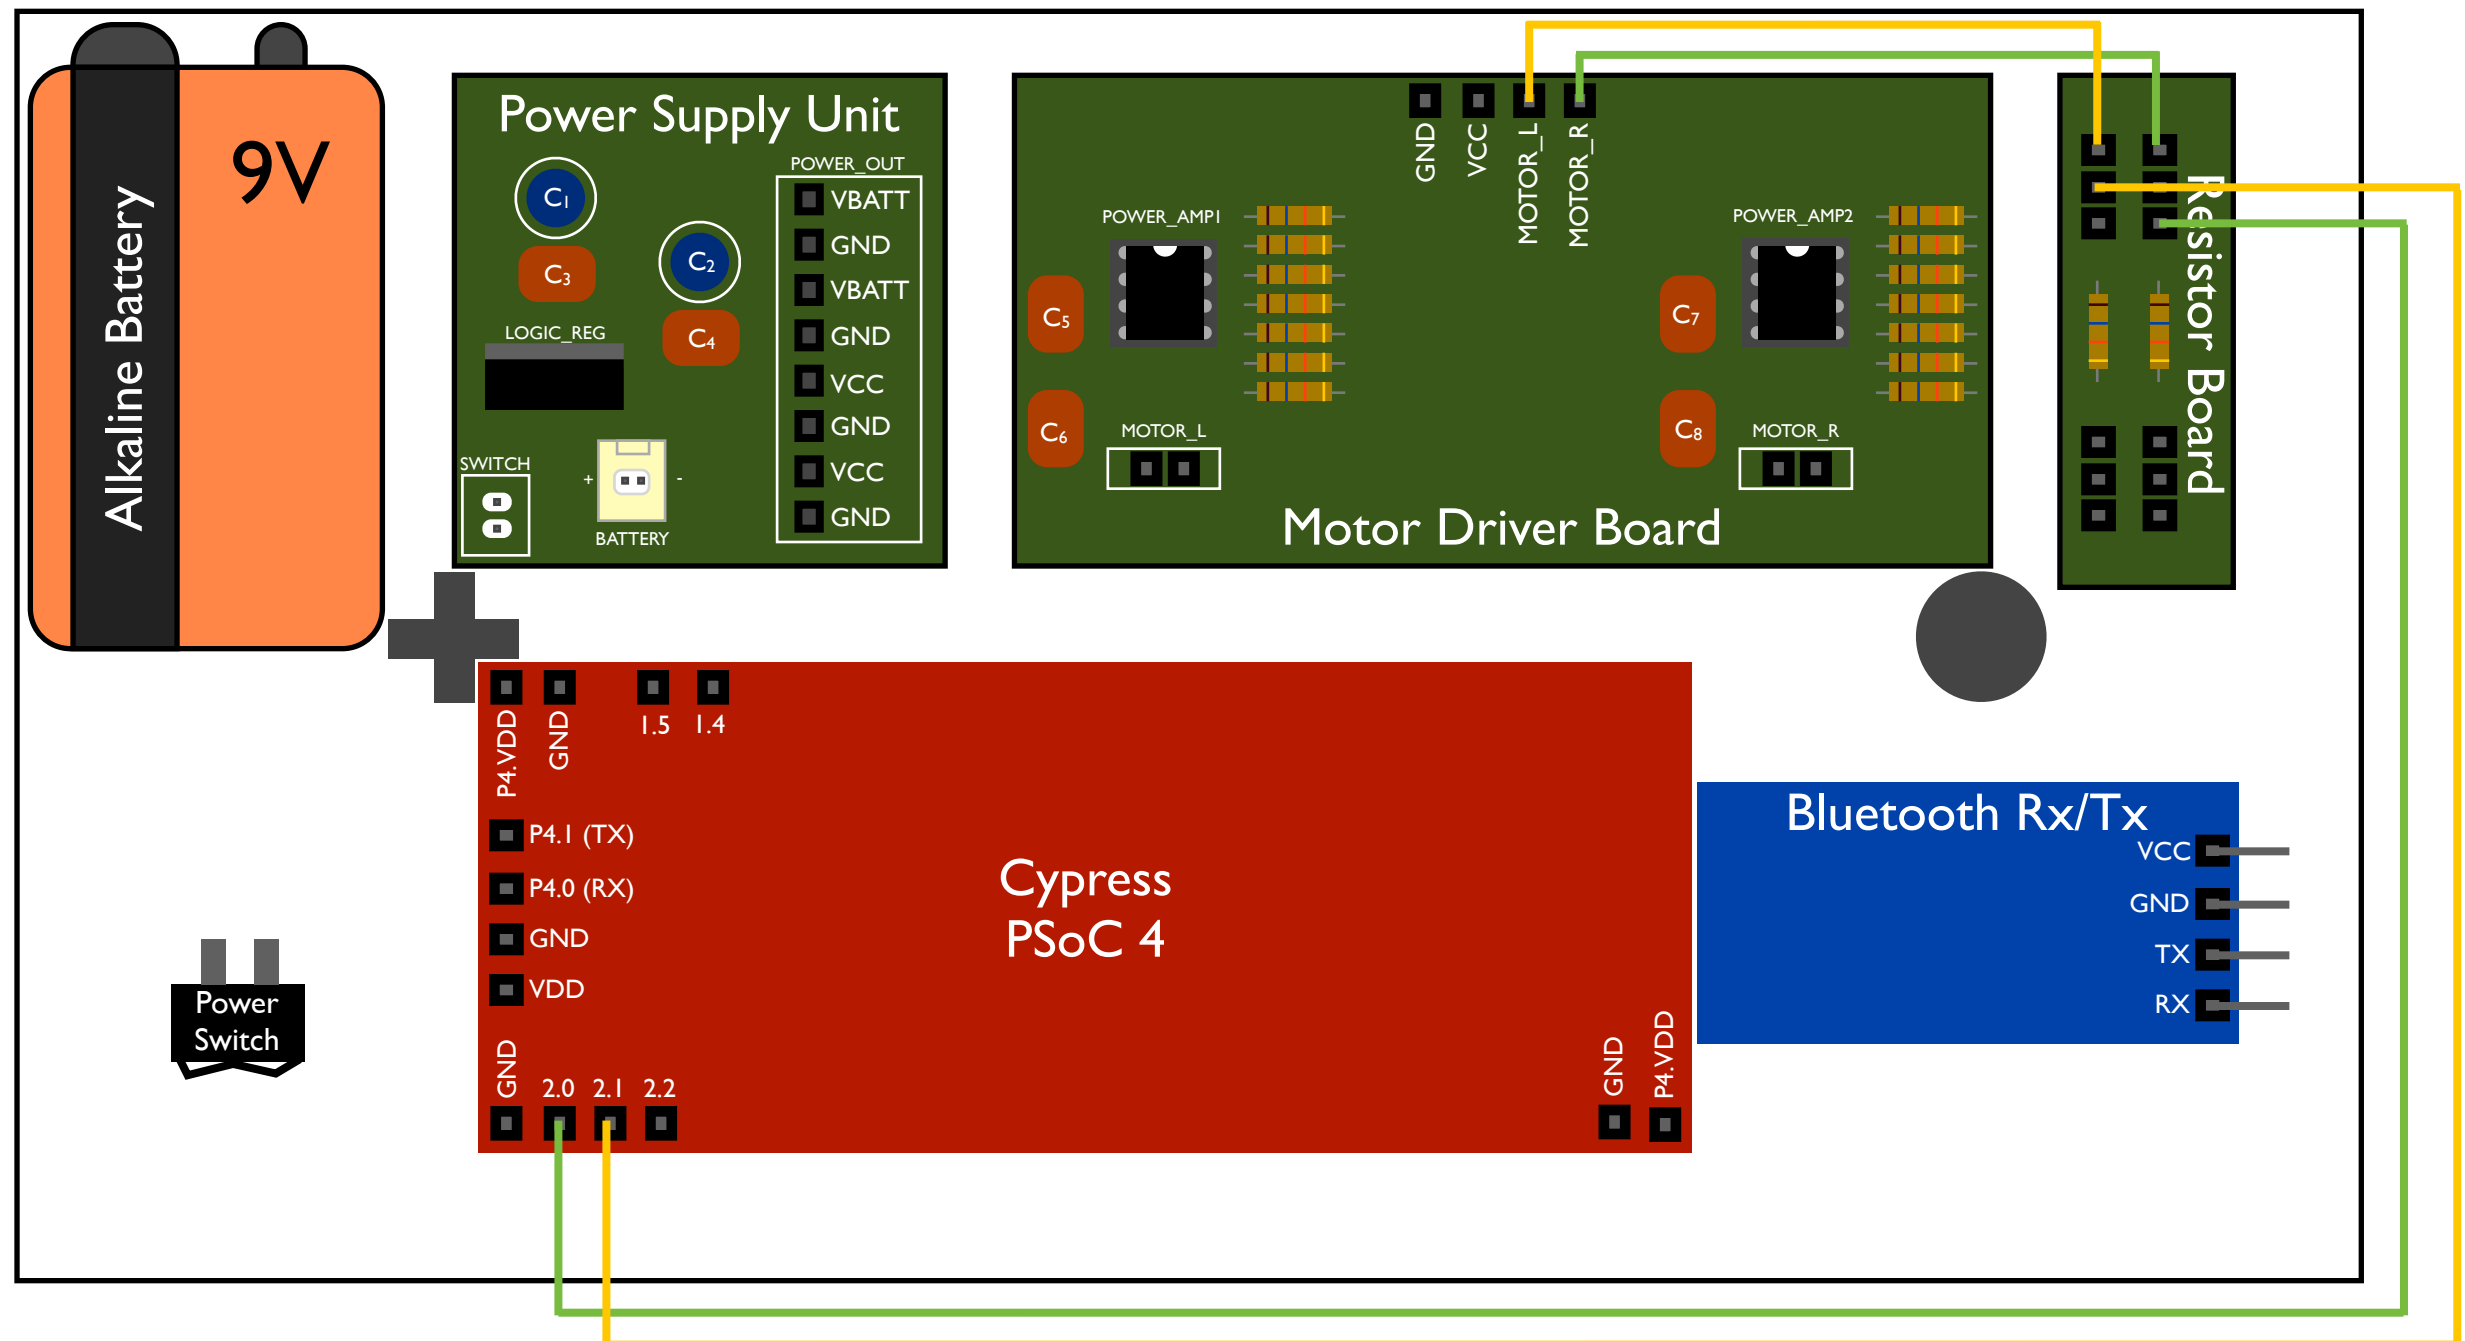 Alkaline Battery
9V
Power Supply Unit
C1
C3
C2
C4
LOGIC_REG
SWITCH
+
-
BATTERY
POWER_OUT
VBATT
GND
VBATT
GND
VCC
GND
VCC
GND
GND
VCC
MOTOR_L
MOTOR_R
POWER_AMP1
POWER_AMP2
C5
C6
C7
C8
MOTOR_L
MOTOR_R
Motor Driver Board
Resistor Board
P4.VDD
GND
1.5
1.4
P4.1 (TX)
P4.0 (RX)
GND
VDD
GND
2.0
2.1
2.2
Cypress
PSoC 4
GND
P4.VDD
Bluetooth Rx/Tx
VCC
GND
TX
RX
Power
Switch